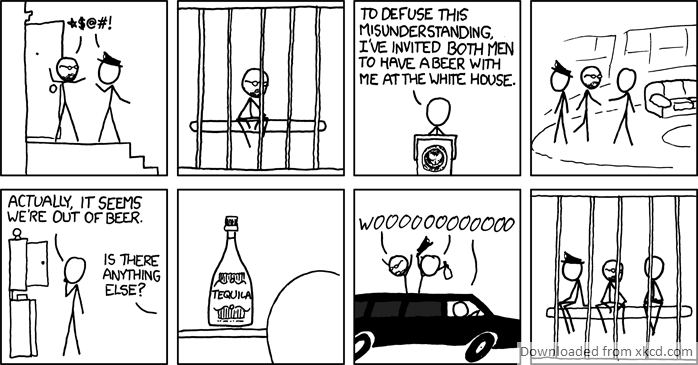 *$@#!
TO DEFUSE THIS
MISUNDERSTANDING,
I'VE INVITED BOTH MEN
TO HAVE A BEER WITH
ME AT THE WHITE HOUSE.
ACTUALLY, IT SEEMS
WE'RE OUT OF BEER.
IS THERE
ANYTHING
ELSE?
TEQUILA
WOOOOOOOOOOOOO
Downloaded from xkcd.com